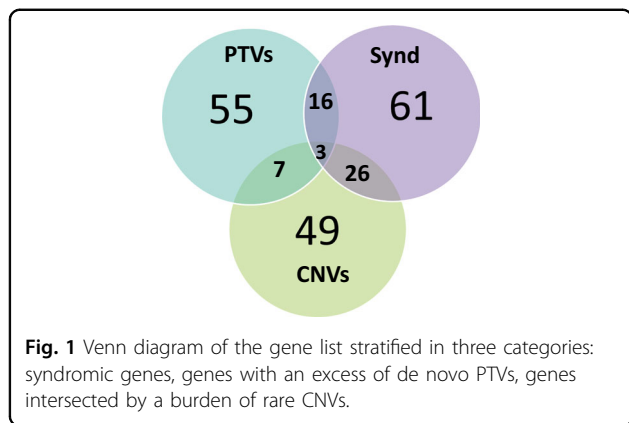 PTVs
Synd
55
16
61
3
7
26
49
CNVs
Fig. 1 Venn diagram of the gene list stratified in three categories:
syndromic genes, genes with an excess of de novo PTVs, genes
intersected by a burden of rare CNVs.